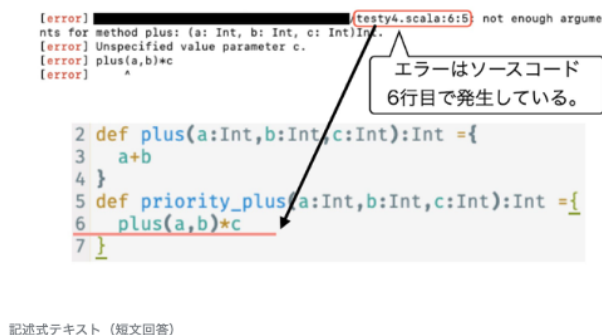 [error] testy4.scala:6:5: not enough argume
nts for method plus: (a: Int, b: Int, c: Int)Int.
[error] Unspecified value parameter c.
[error] plus(a,b)*c
[error]     ^
エラーはソースコード
6行目で発生している。
2 def plus(a:Int,b:Int,c:Int):Int ={
3   a+b
4 }
5 def priority_plus(a:Int,b:Int,c:Int):Int ={
6   plus(a,b)*c
7 }
記述式テキスト（短文回答）